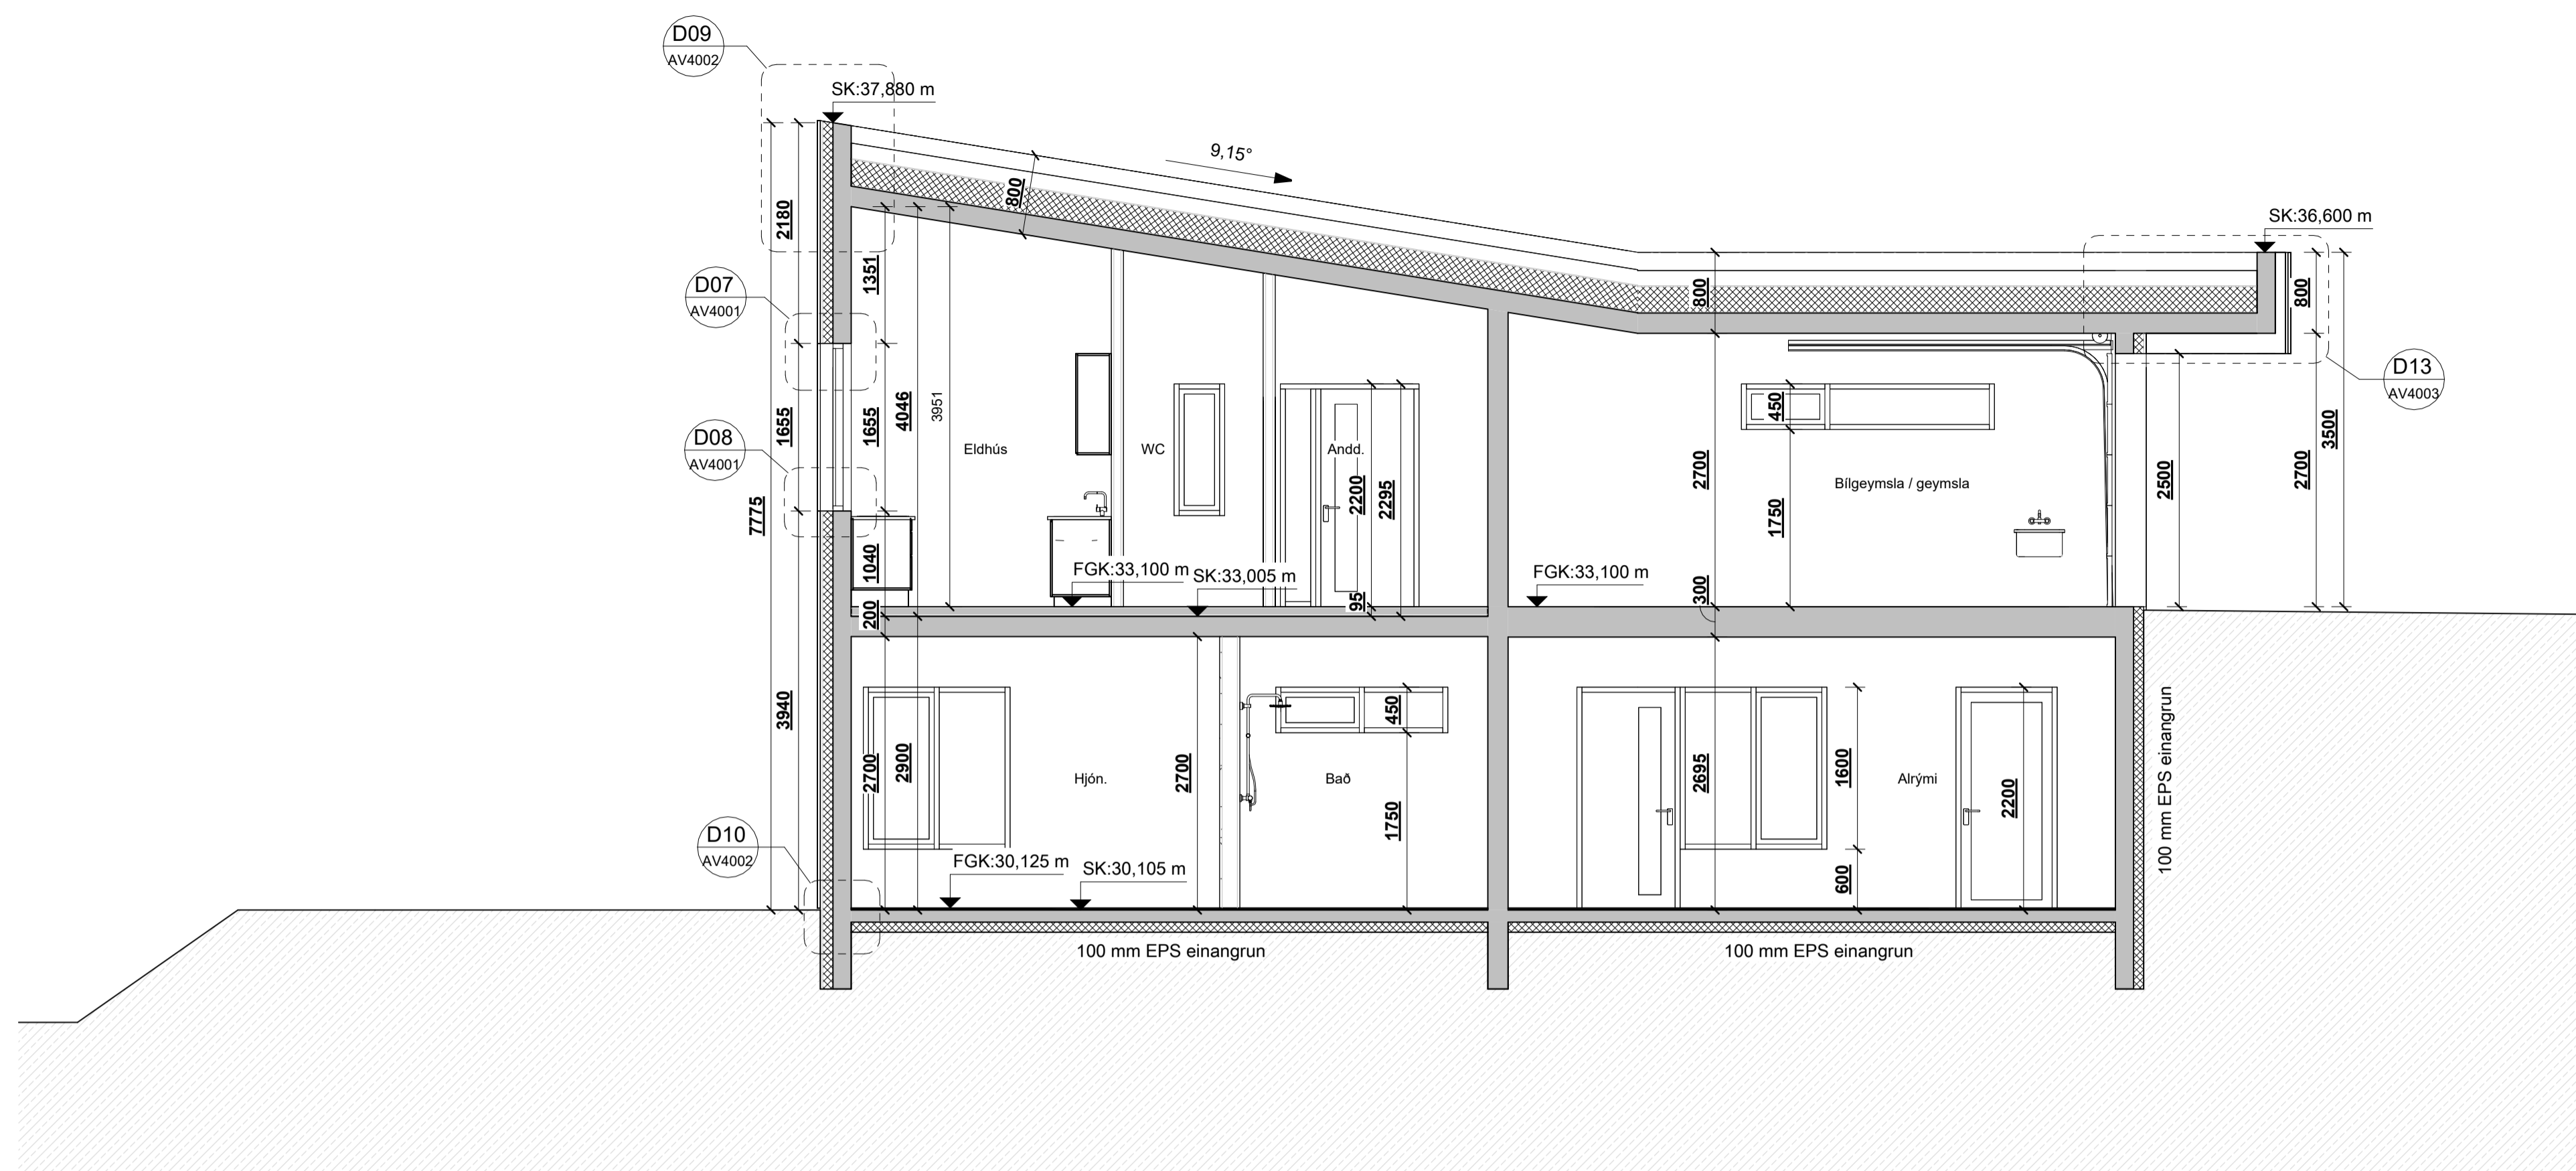 D09
AV4002
SK:37,880 m
9,15°
800
SK:36,600 m
2180
1351
D07
AV4001
800
800
D13
AV4003
1655
1655
4046
3951
450
D08
AV4001
Eldhús
WC
Andd.
2200
2295
2700
Bílgeymsla / geymsla
1750
2500
2700
3500
7775
1040
FGK:33,100 m
SK:33,005 m
95
FGK:33,100 m
300
200
3940
450
100 mm EPS einangrun
2700
2900
Hjón.
2700
Bað
1750
2695
1600
Alrými
2200
D10
AV4002
FGK:30,125 m
SK:30,105 m
600
100 mm EPS einangrun
100 mm EPS einangrun